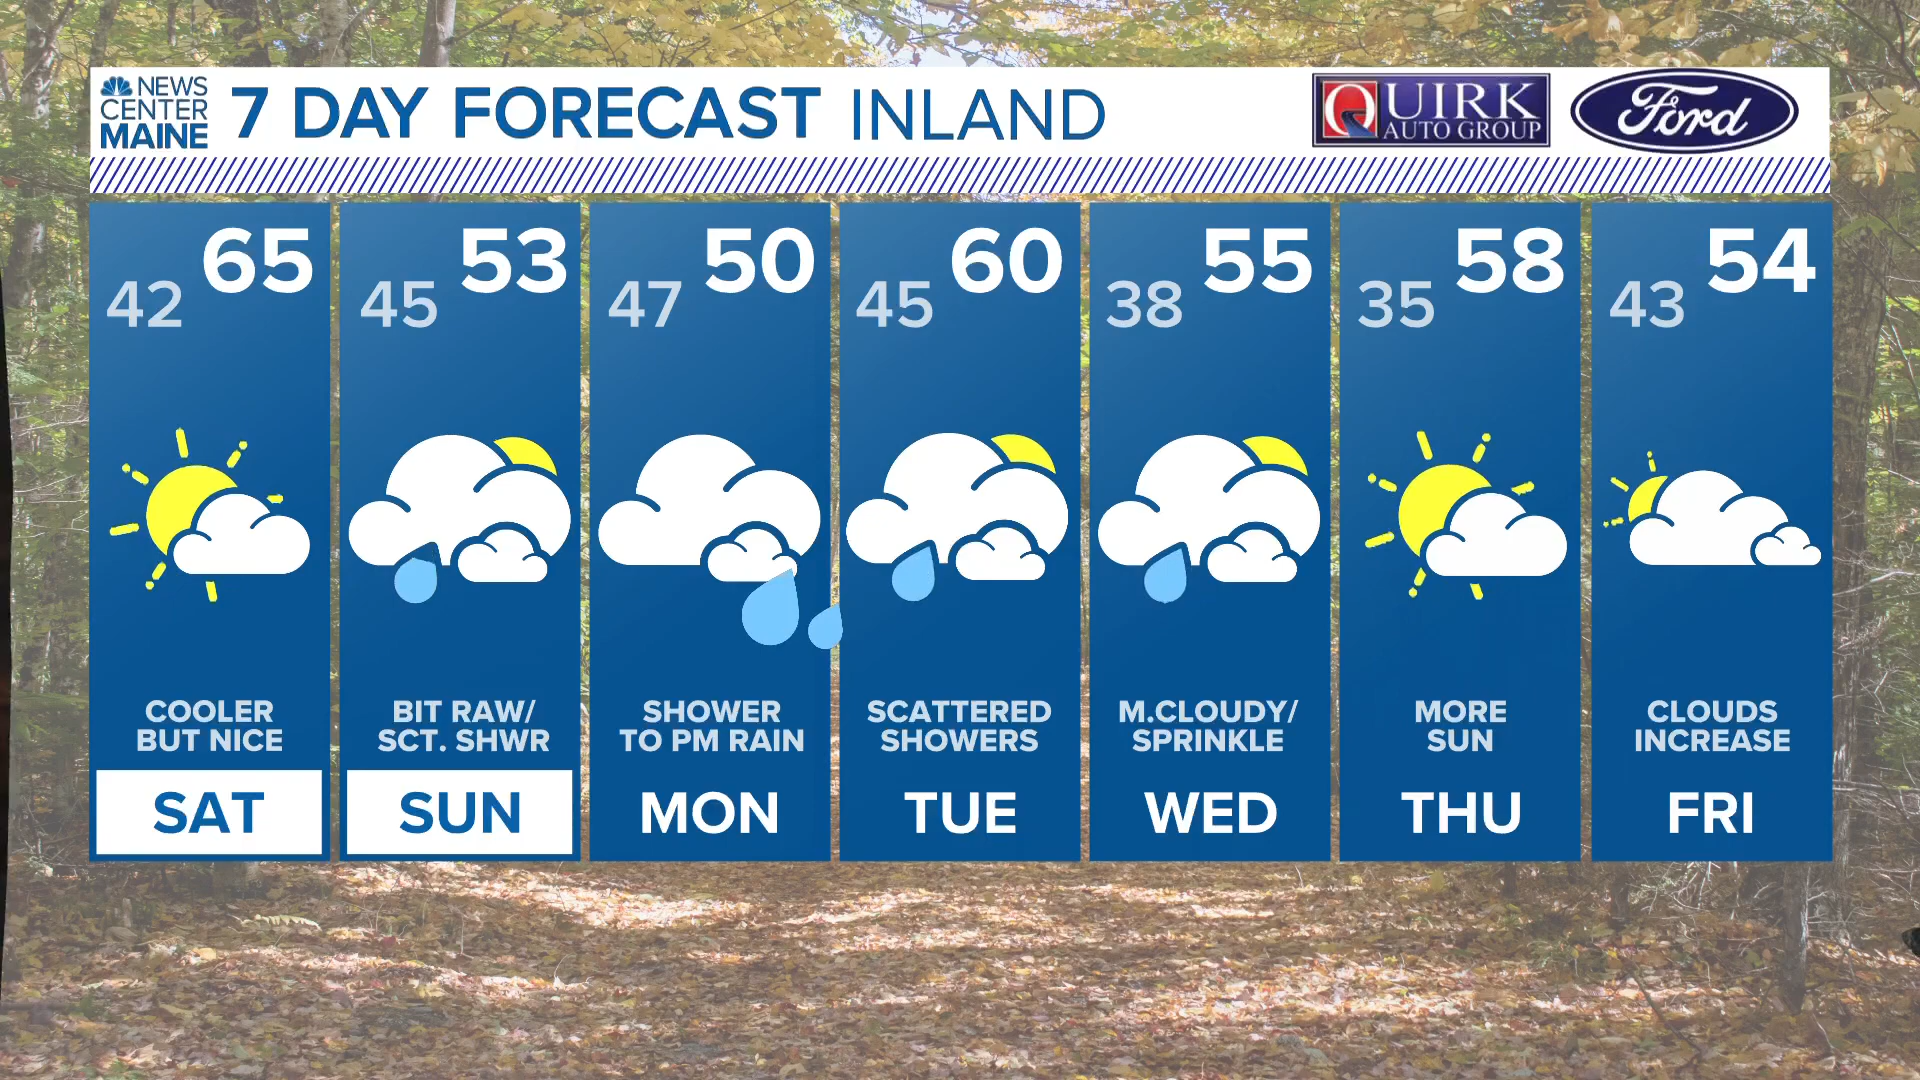 NEWS
CENTER
MAINE
7 DAY FORECAST INLAND
QUIRK
AUTO GROUP
Ford
42 65
45 53
47 50
45 60
38 55
35 58
43 54
COOLER
BUT NICE
BIT RAW/
SCT. SHWR
SHOWER
TO PM RAIN
SCATTERED
SHOWERS
M.CLOUDY/
SPRINKLE
MORE
SUN
CLOUDS
INCREASE
SAT
SUN
MON
TUE
WED
THU
FRI